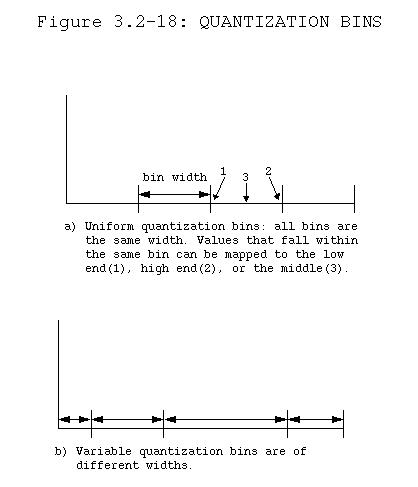 Figure 3.2-18: QUANTIZATION BINS
bin width
1
3
2
a) Uniform quantization bins: all bins are
the same width. Values that fall within
the same bin can be mapped to the low
end(1), high end(2), or the middle(3).
b) Variable quantization bins are of
different widths.